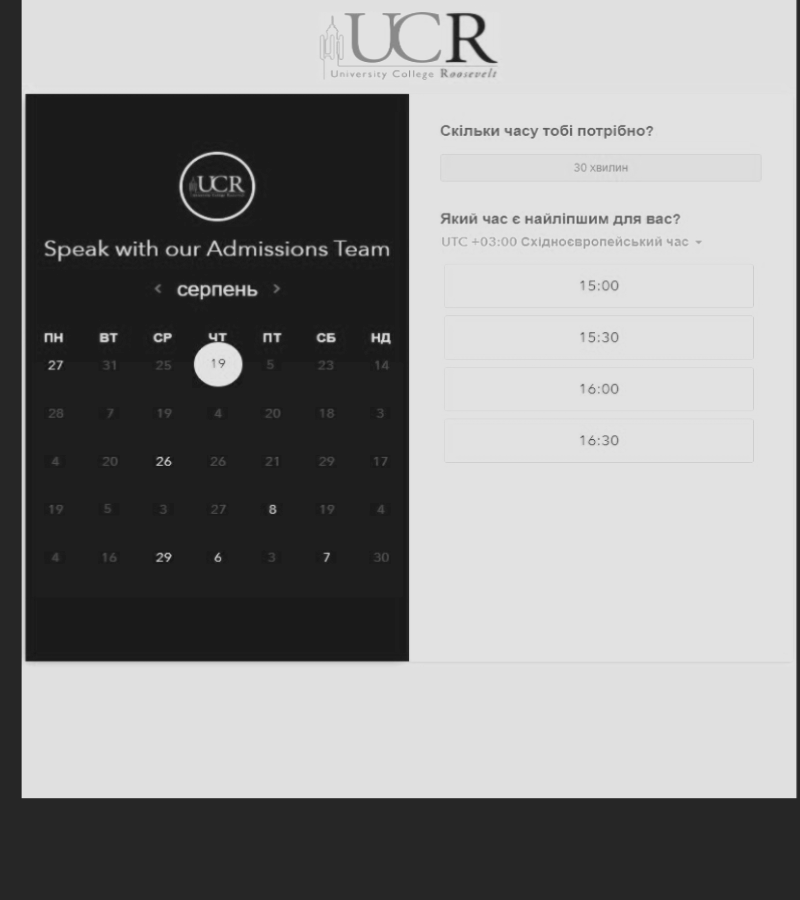 UCR
University College Roosevelt
Скільки часу тобі потрібно?
30 хвилин
UCR
Speak with our Admissions Team
< серпень >
ПН ВТ СР ЧТ ПТ СБ НД
27 31 25 19 5 23 14
28 7 19 4 20 18 3
4 20 26 26 21 29 17
19 5 3 27 8 19 4
4 16 29 6 3 7 30
Який час є найліпшим для вас?
UTC +03:00 Східноєвропейський час
15:00
15:30
16:00
16:30